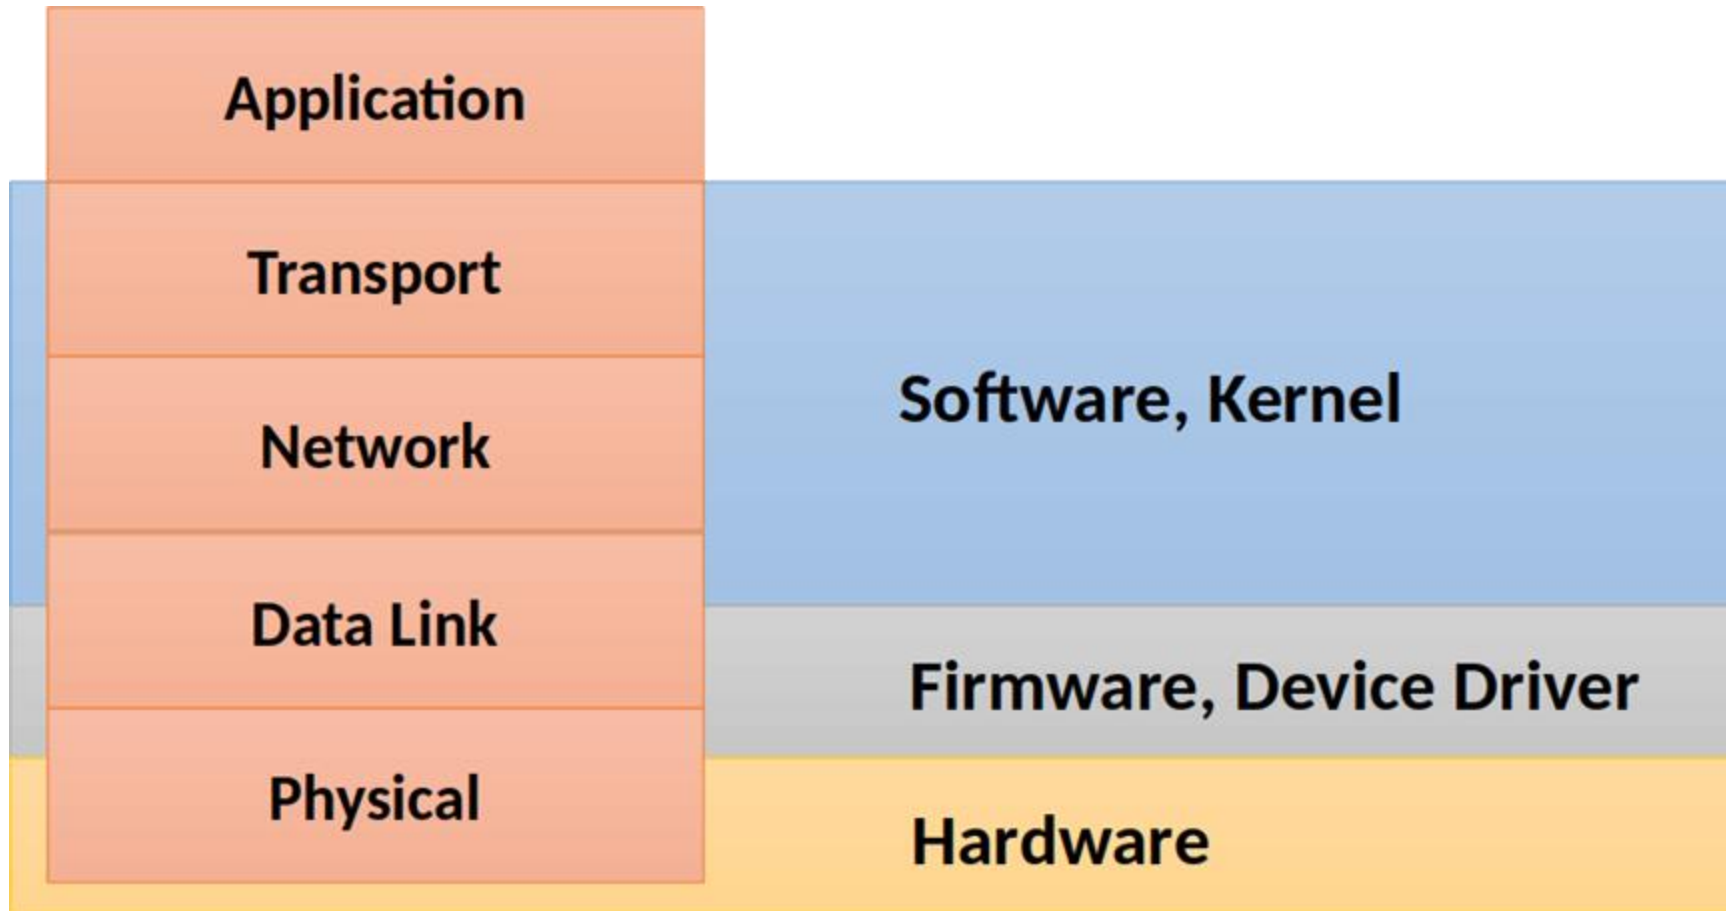 Application
Transport
Network
Software, Kernel
Data Link
Firmware, Device Driver
Physical
Hardware